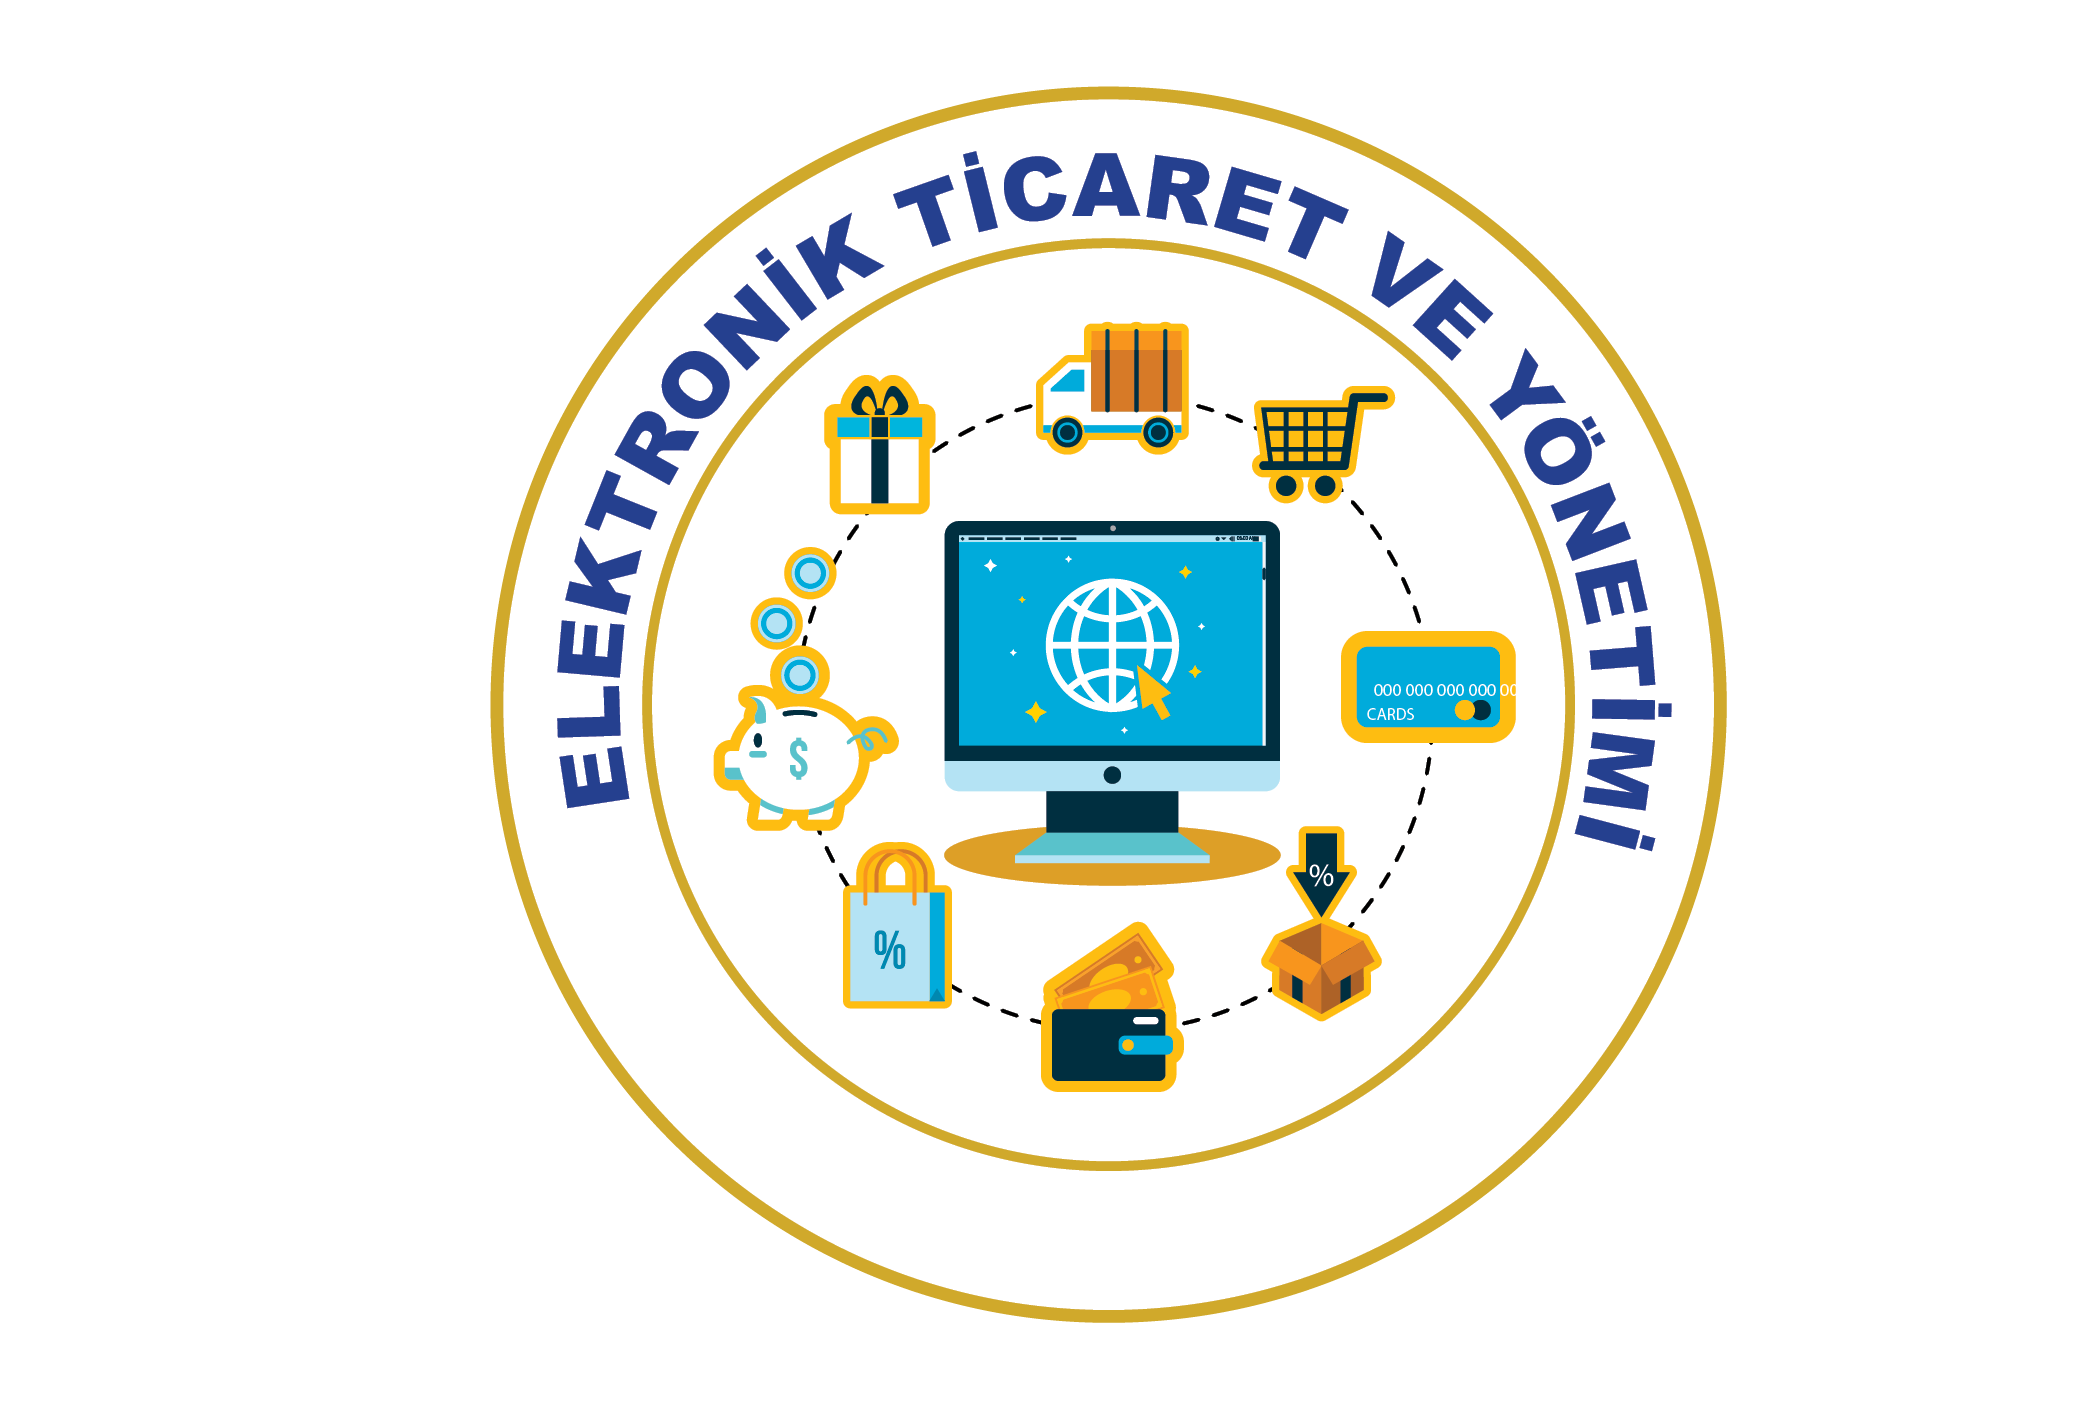 ELEKTRONİK TİCARET VE YÖNETİMİ
$
000 000 000 000 00
CARDS
%
%